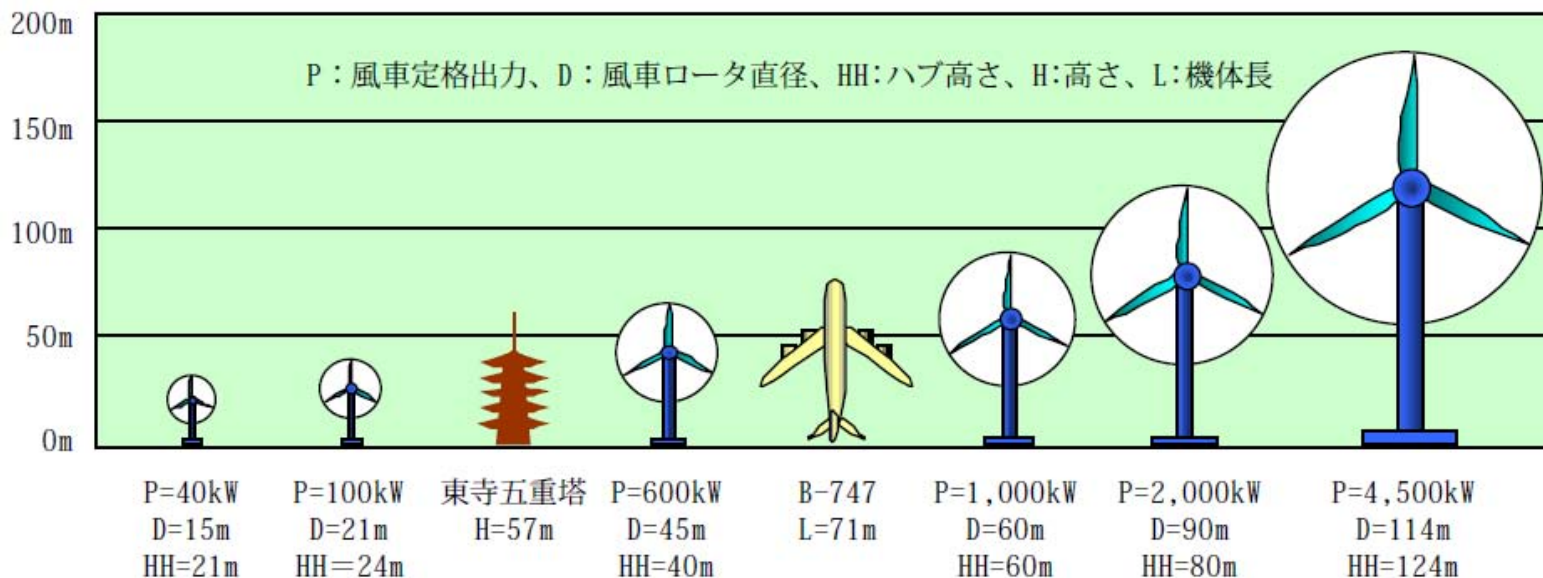 200m
P：風車定格出力、D：風車ロータ直径、HH:ハブ高さ、H:高さ、L:機体長
150m
100m
50m
0m
P=40kW
D=15m
HH=21m
P=100kW
D=21m
HH＝24m
東寺五重塔
H=57m
P=600kW
D=45m
HH=40m
B-747
L=71m
P=1,000kW
D=60m
HH=60m
P=2,000kW
D=90m
HH=80m
P=4,500kW
D=114m
HH=124m